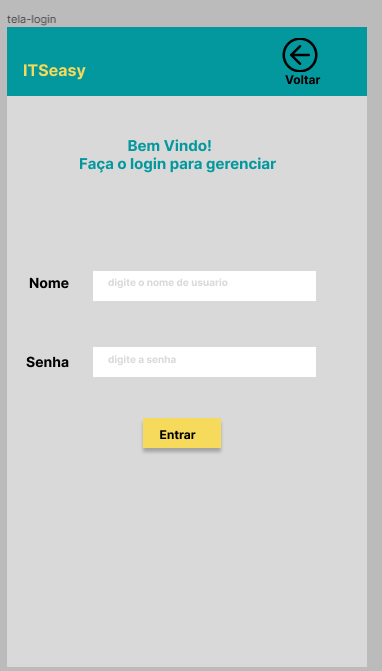 tela-login
ITSeasy
Voltar
Bem Vindo!
Faça o login para gerenciar
Nome
digite o nome de usuario
Senha
digite a senha
Entrar